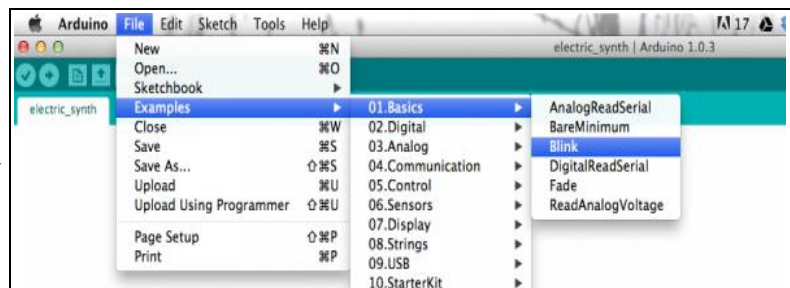 Arduino File Edit Sketch Tools Help
17
electric_synth | Arduino 1.0.3
electric_synth
New ⌘N
Open... ⌘O
Sketchbook
Examples
Close ⌘W
Save ⌘S
Save As... ⇧⌘S
Upload ⌘U
Upload Using Programmer ⇧⌘U
Page Setup ⇧⌘P
Print ⌘P
01.Basics
02.Digital
03.Analog
04.Communication
05.Control
06.Sensors
07.Display
08.Strings
09.USB
10.StarterKit
AnalogReadSerial
BareMinimum
Blink
DigitalReadSerial
Fade
ReadAnalogVoltage